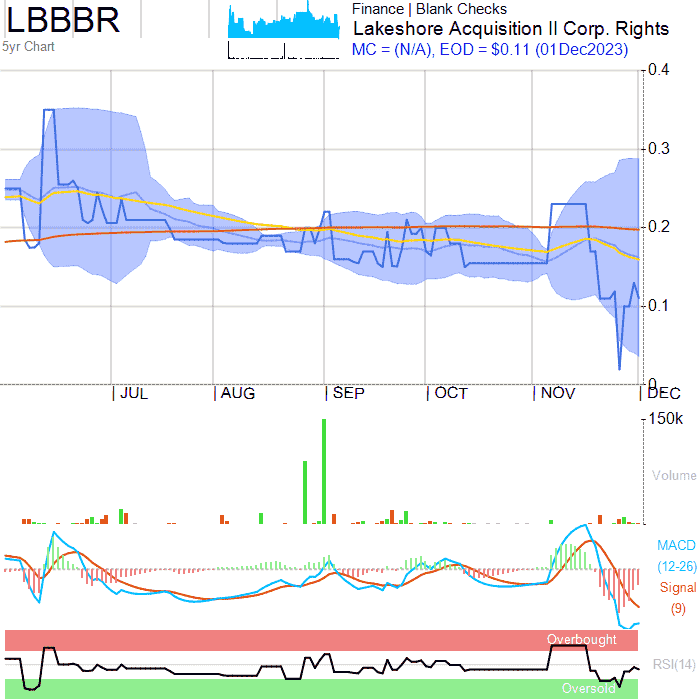 LBBBR
5yr Chart
Finance | Blank Checks
Lakeshore Acquisition II Corp. Rights
MC = (N/A), EOD = $0.11 (01Dec2023)
0.4
0.3
0.2
0.1
0
JUL AUG SEP OCT NOV DEC
150k
Volume
MACD
(12-26)
Signal
(9)
Overbought
RSI(14)
Oversold